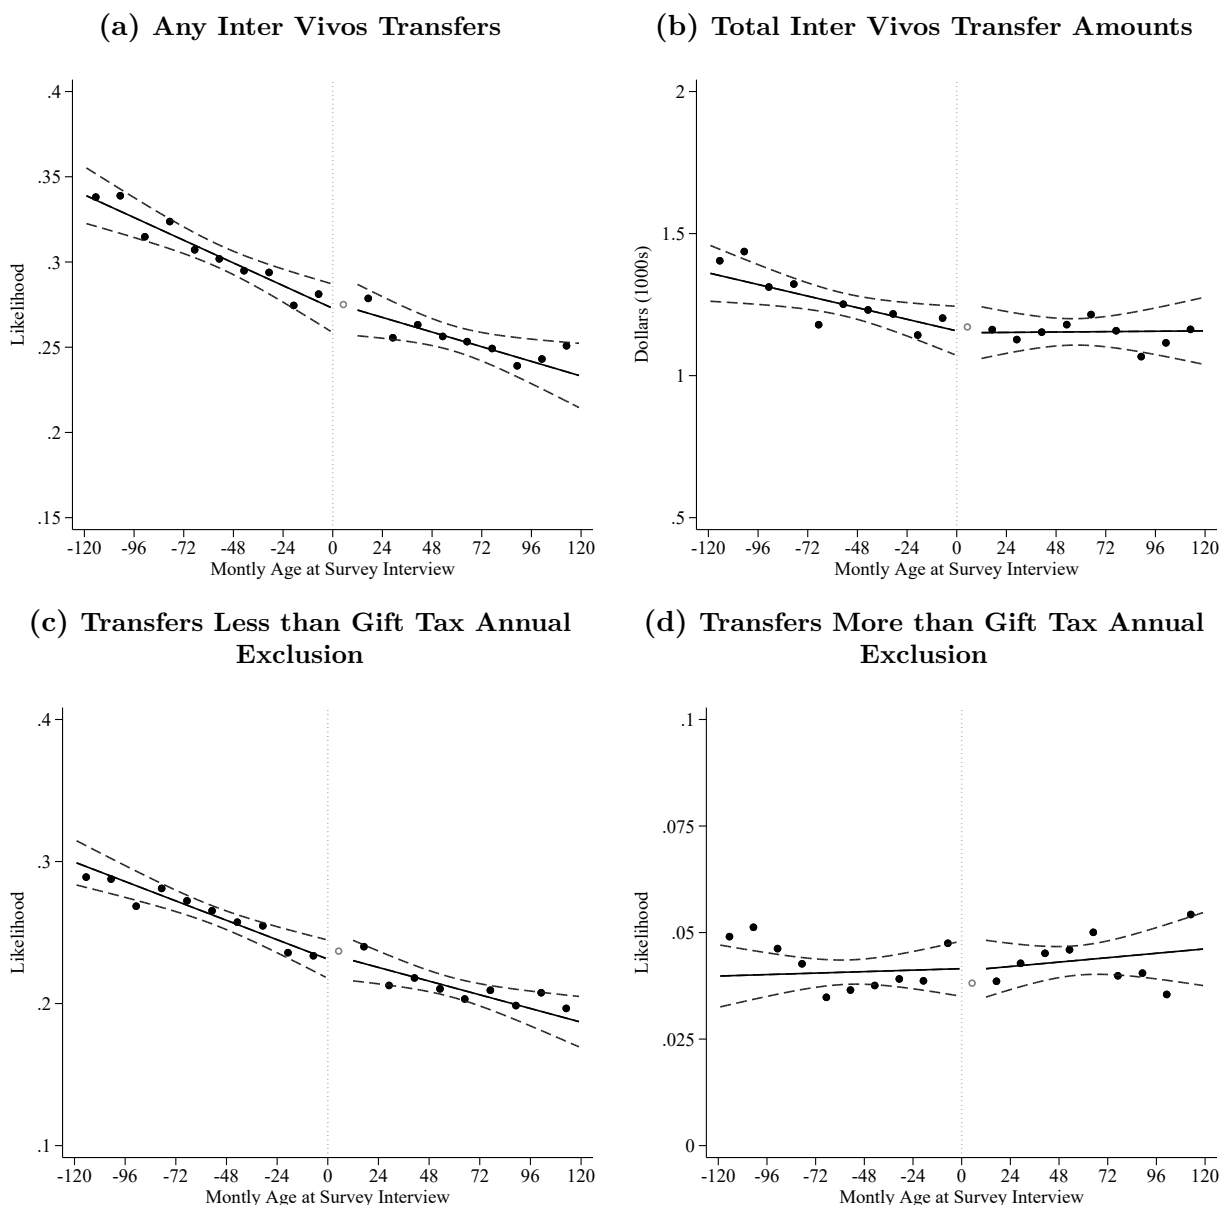 (a) Any Inter Vivos Transfers
.4
.35
.3
.25
.2
.15
Likelihood
-120 -96 -72 -48 -24 0 24 48 72 96 120
Montly Age at Survey Interview
(b) Total Inter Vivos Transfer Amounts
2
1.5
1
.5
Dollars (1000s)
-120 -96 -72 -48 -24 0 24 48 72 96 120
Montly Age at Survey Interview
(c) Transfers Less than Gift Tax Annual
Exclusion
.4
.3
.2
.1
Likelihood
-120 -96 -72 -48 -24 0 24 48 72 96 120
Montly Age at Survey Interview
(d) Transfers More than Gift Tax Annual
Exclusion
.1
.075
.05
.025
0
Likelihood
-120 -96 -72 -48 -24 0 24 48 72 96 120
Montly Age at Survey Interview